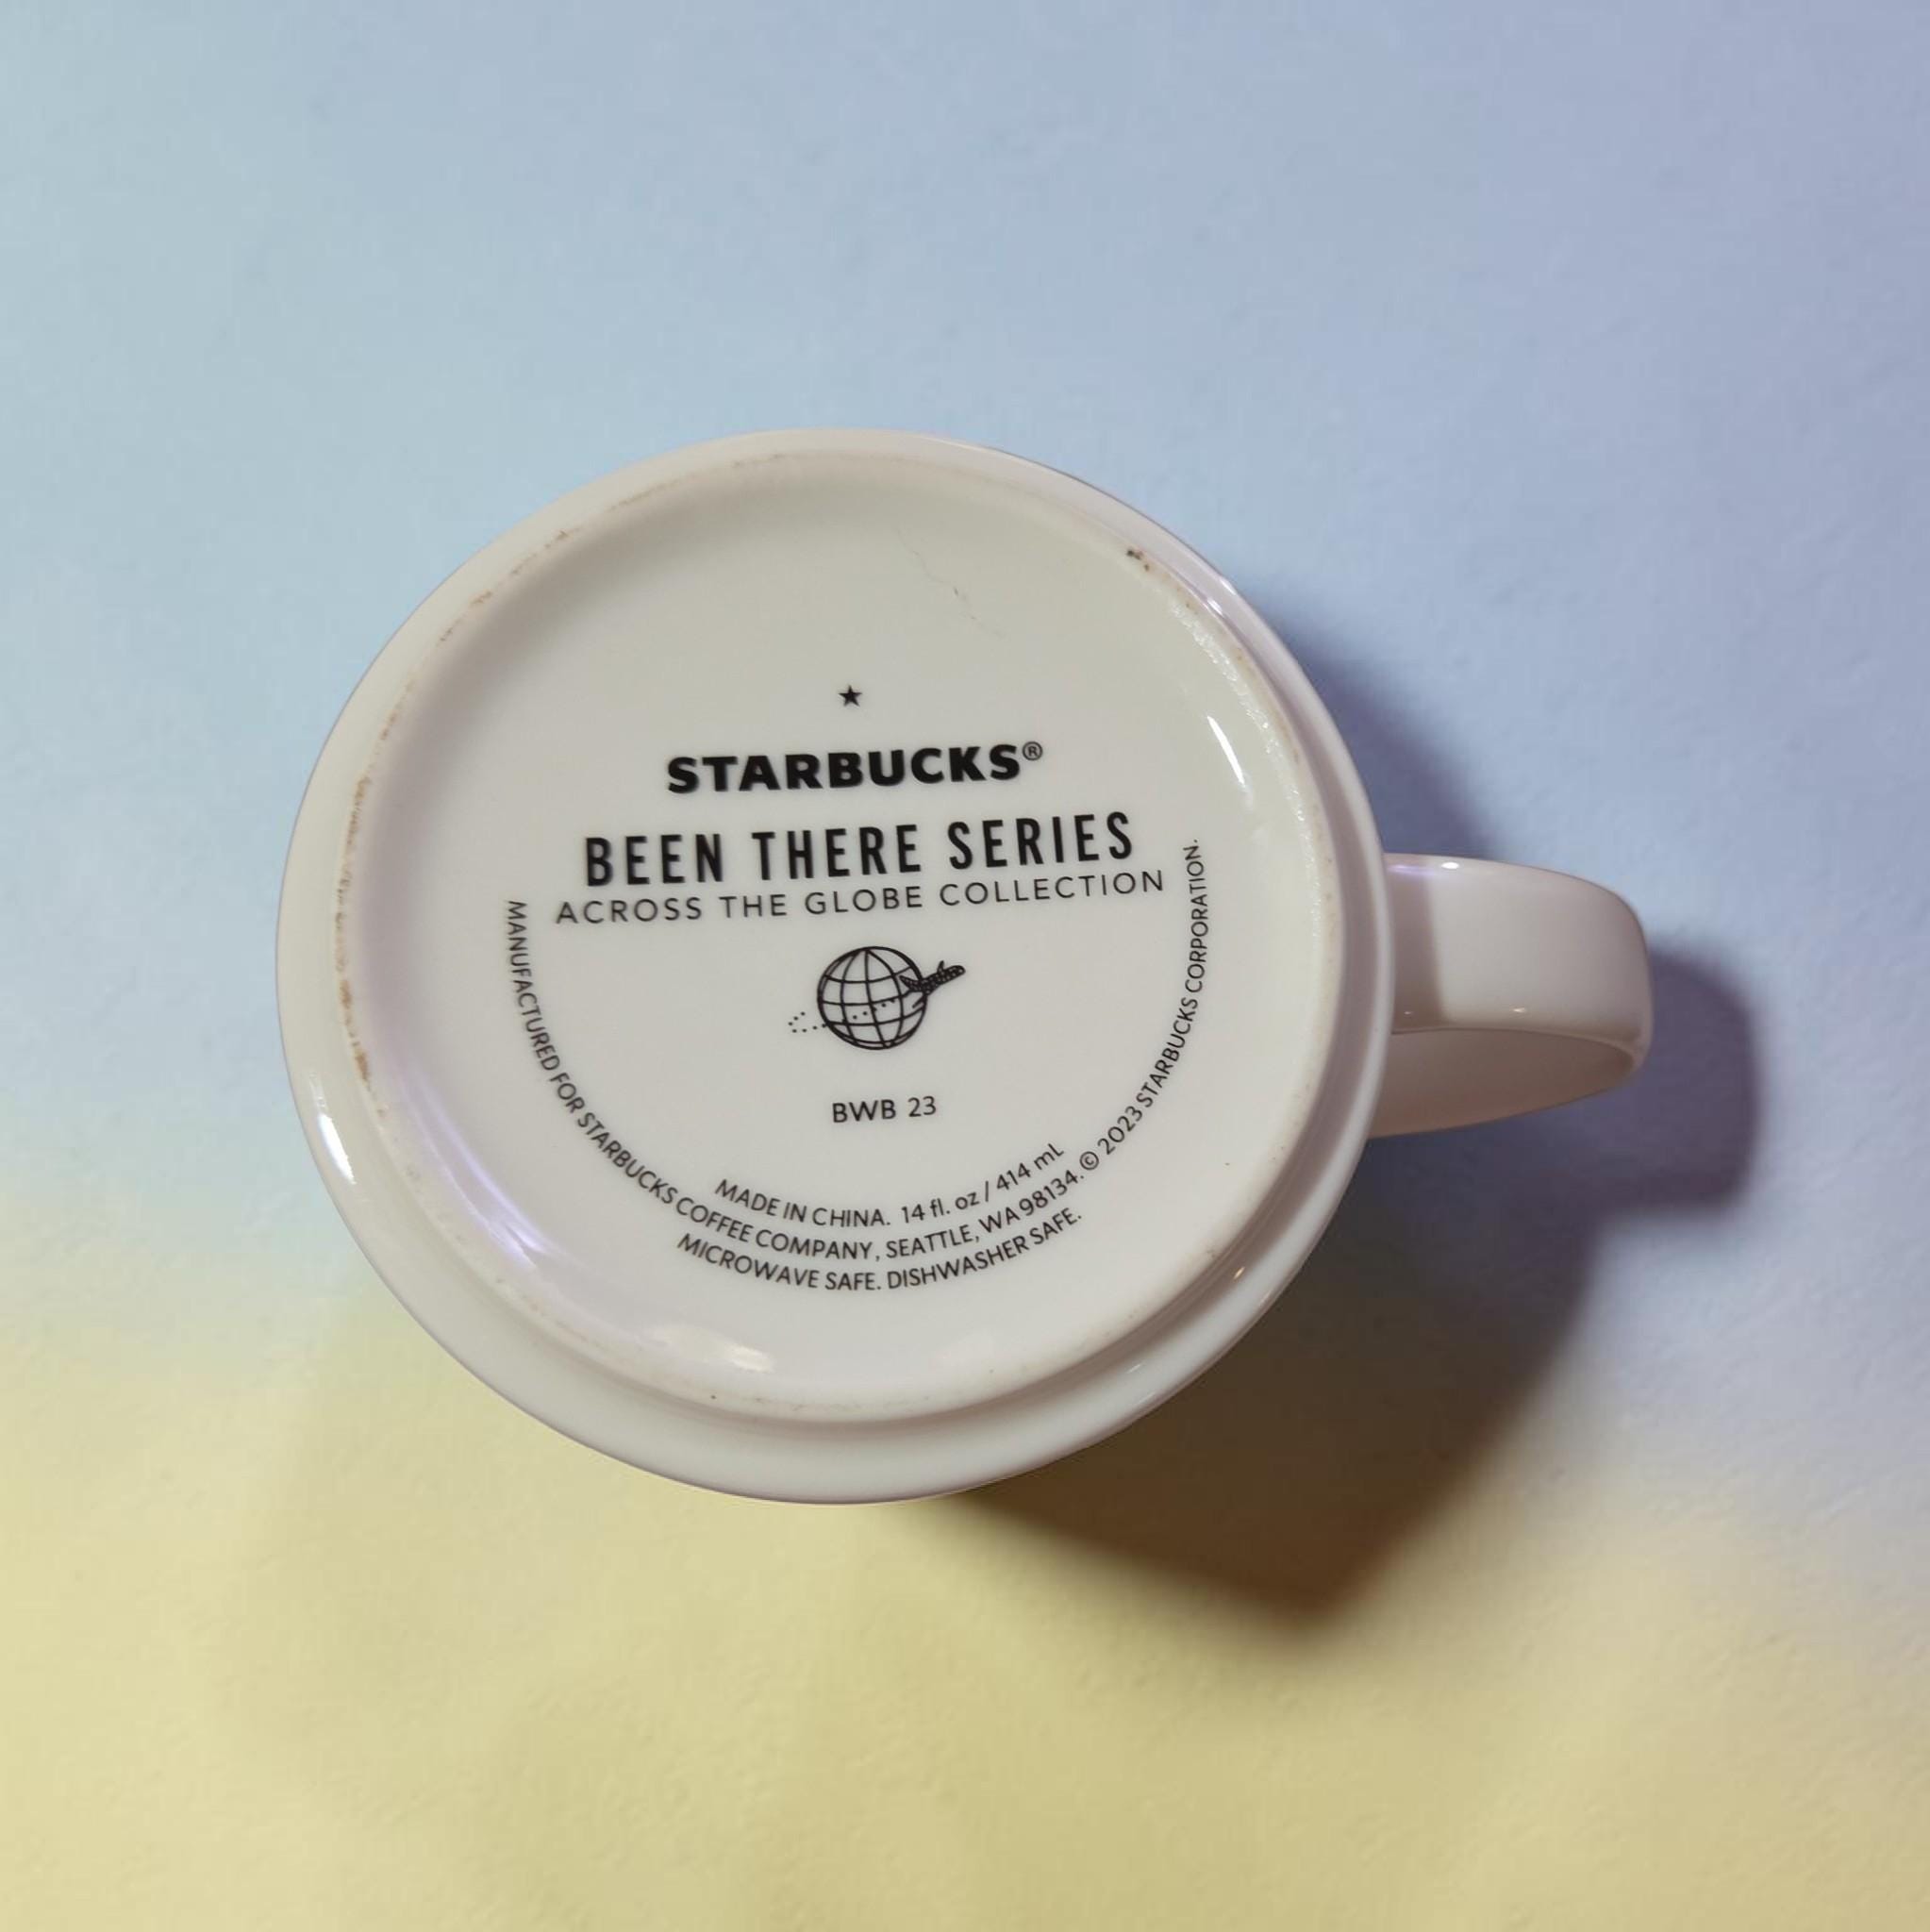 STARBUCKS®
BEEN THERE SERIES
ACROSS THE GLOBE COLLECTION
BWB 23
MADE IN CHINA. 14 fl. oz / 414 mL
MANUFACTURED FOR STARBUCKS COFFEE COMPANY, SEATTLE, WA 98134. © 2023 STARBUCKS CORPORATION.
MICROWAVE SAFE. DISHWASHER SAFE.